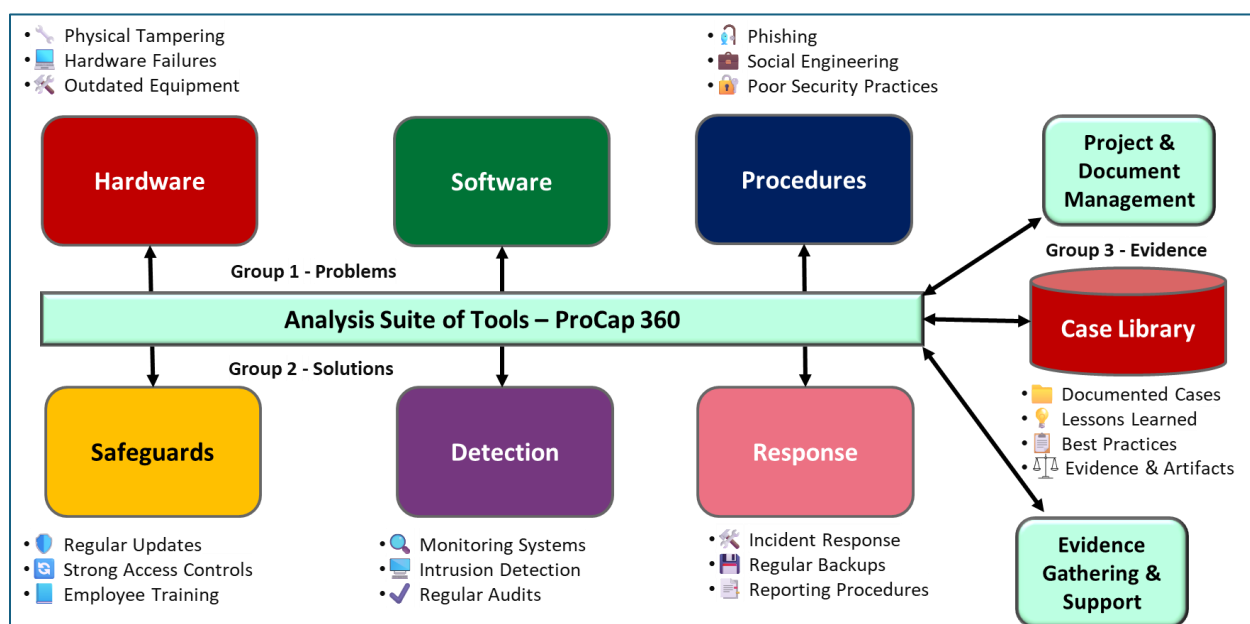 • Physical Tampering
• Hardware Failures
• Outdated Equipment
• Phishing
• Social Engineering
• Poor Security Practices
Hardware
Software
Procedures
Project &
Document
Management
Group 1 - Problems
Group 3 - Evidence
Analysis Suite of Tools – ProCap 360
Case Library
Group 2 - Solutions
• Documented Cases
• Lessons Learned
• Best Practices
• Evidence & Artifacts
Safeguards
Detection
Response
• Regular Updates
• Strong Access Controls
• Employee Training
• Monitoring Systems
• Intrusion Detection
• Regular Audits
• Incident Response
• Regular Backups
• Reporting Procedures
Evidence
Gathering &
Support